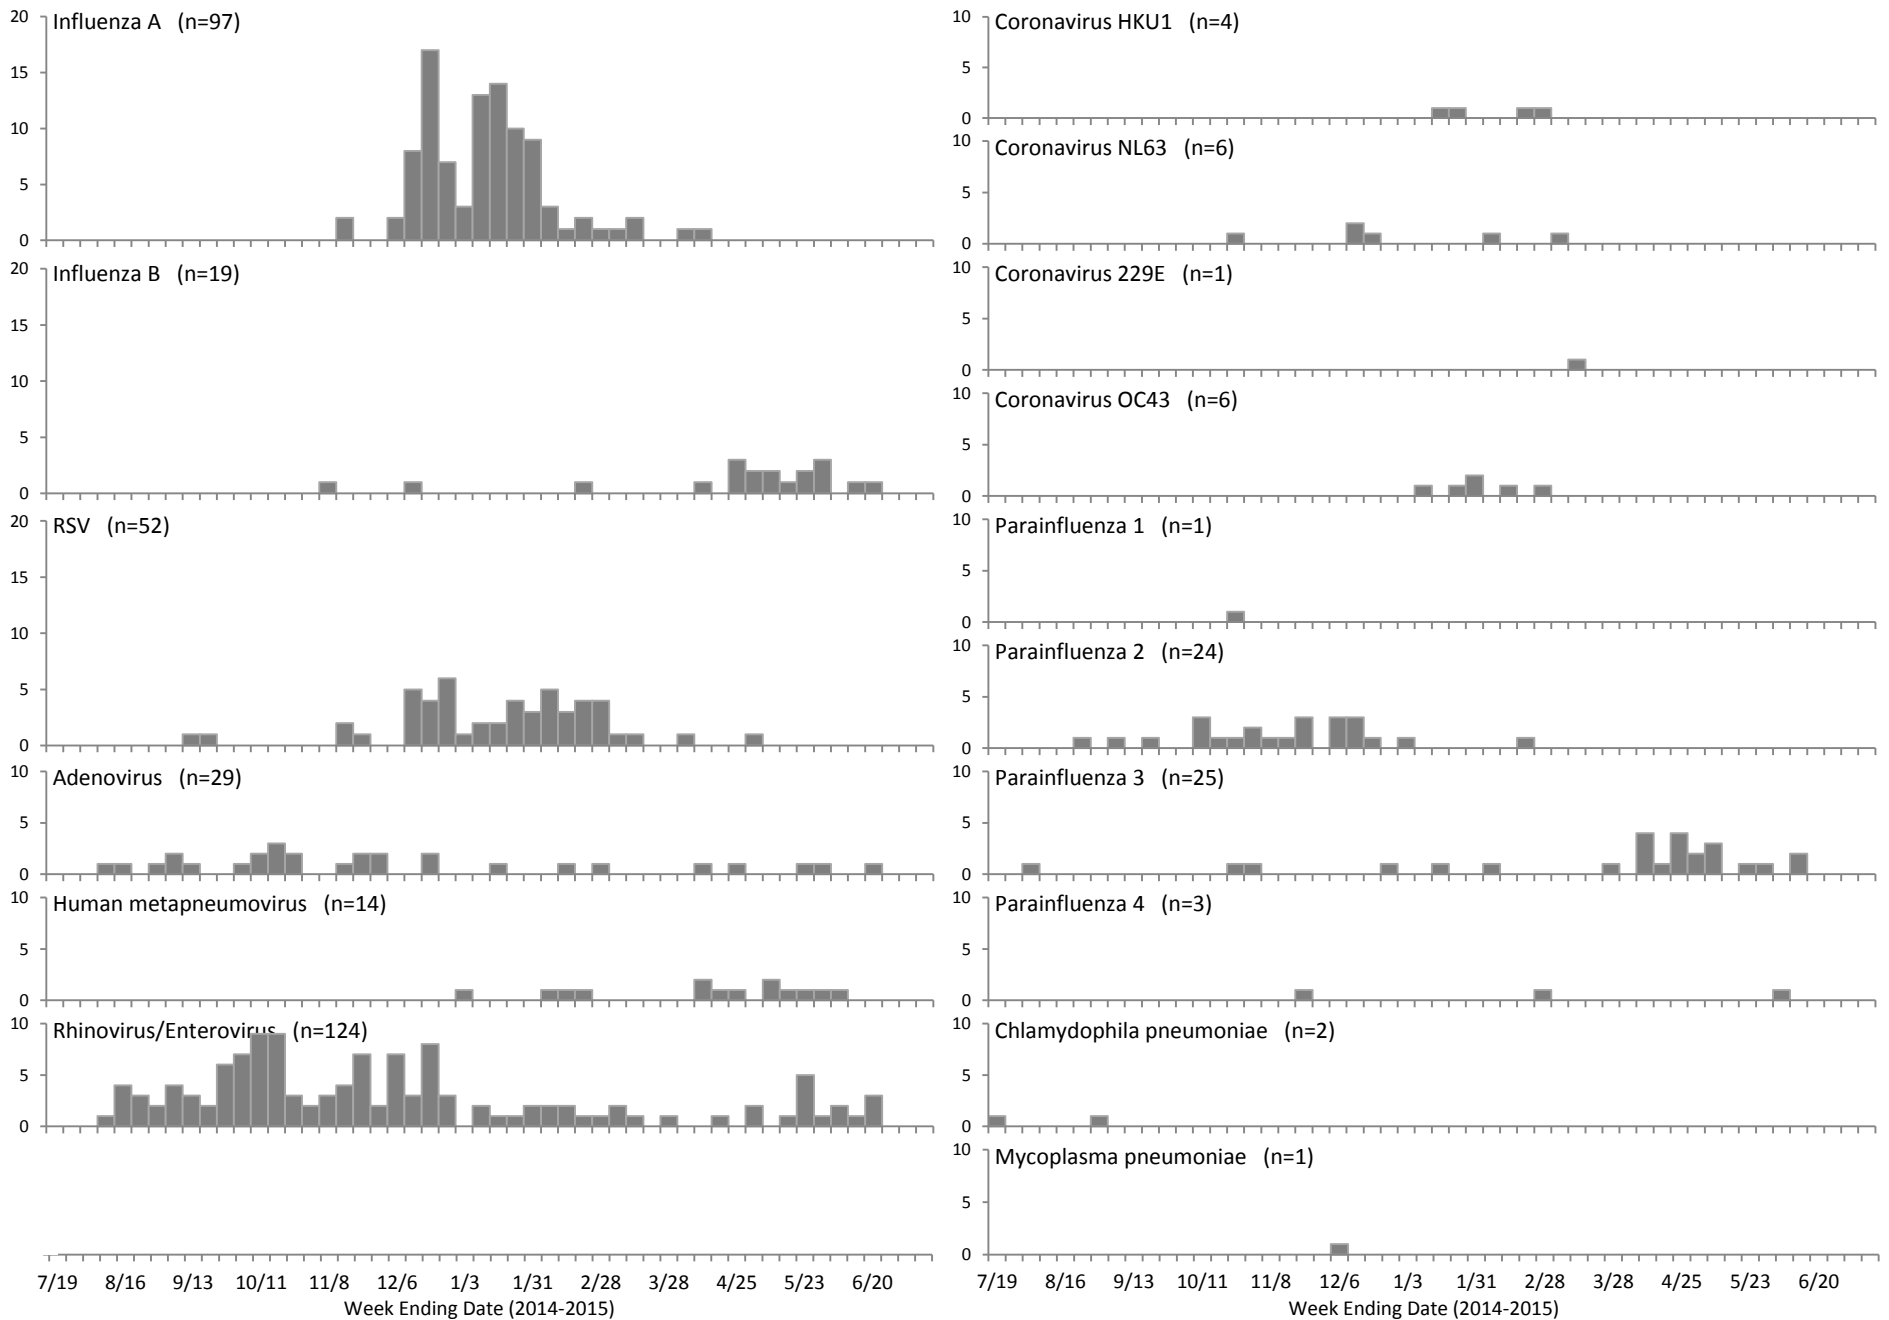 Influenza A (n=97)
20
15
10
5
0
Influenza B (n=19)
20
15
10
5
0
RSV (n=52)
20
15
10
5
0
Adenovirus (n=29)
10
5
0
Human metapneumovirus (n=14)
10
5
0
Rhinovirus/Enterovirus (n=124)
10
5
0
7/19 8/16 9/13 10/11 11/8 12/6 1/3 1/31 2/28 3/28 4/25 5/23 6/20
Week Ending Date (2014-2015)
Coronavirus HKU1 (n=4)
10
5
0
Coronavirus NL63 (n=6)
10
5
0
Coronavirus 229E (n=1)
10
5
0
Coronavirus OC43 (n=6)
10
5
0
Parainfluenza 1 (n=1)
10
5
0
Parainfluenza 2 (n=24)
10
5
0
Parainfluenza 3 (n=25)
10
5
0
Parainfluenza 4 (n=3)
10
5
0
Chlamydophila pneumoniae (n=2)
10
5
0
Mycoplasma pneumoniae (n=1)
10
5
0
7/19 8/16 9/13 10/11 11/8 12/6 1/3 1/31 2/28 3/28 4/25 5/23 6/20
Week Ending Date (2014-2015)